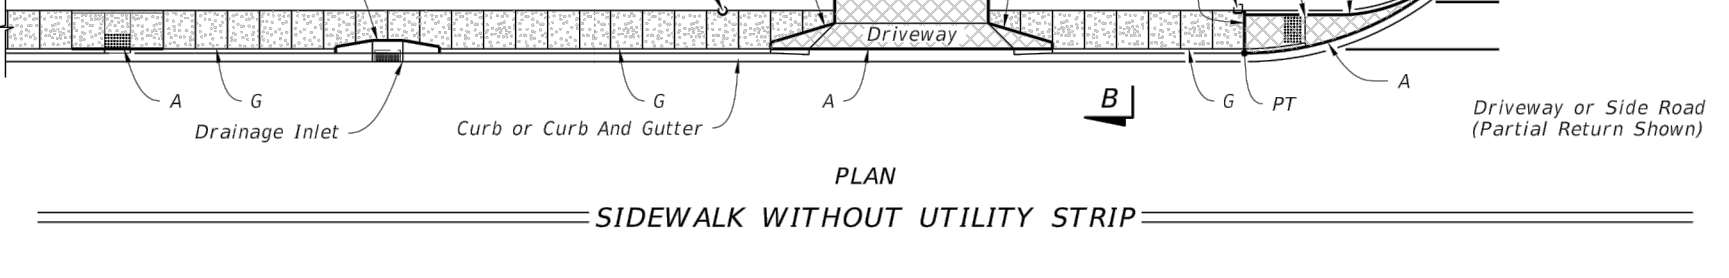 Driveway
A G G A B G PT A
Drainage Inlet Curb or Curb And Gutter Driveway or Side Road
(Partial Return Shown)
PLAN
SIDEWALK WITHOUT UTILITY STRIP